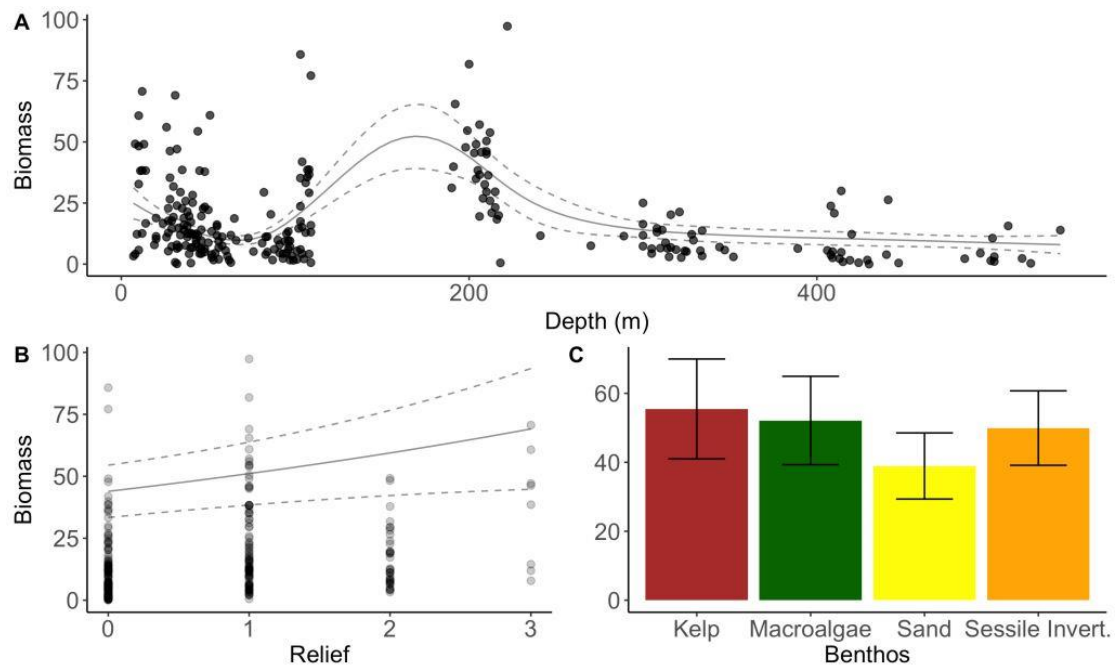 A
100
75
50
25
0
Biomass
0
200
400
Depth (m)
B
100
75
50
25
0
Biomass
0
1
2
3
Relief
C
60
40
20
0
Kelp
Macroalgae
Sand
Sessile Invert.
Benthos